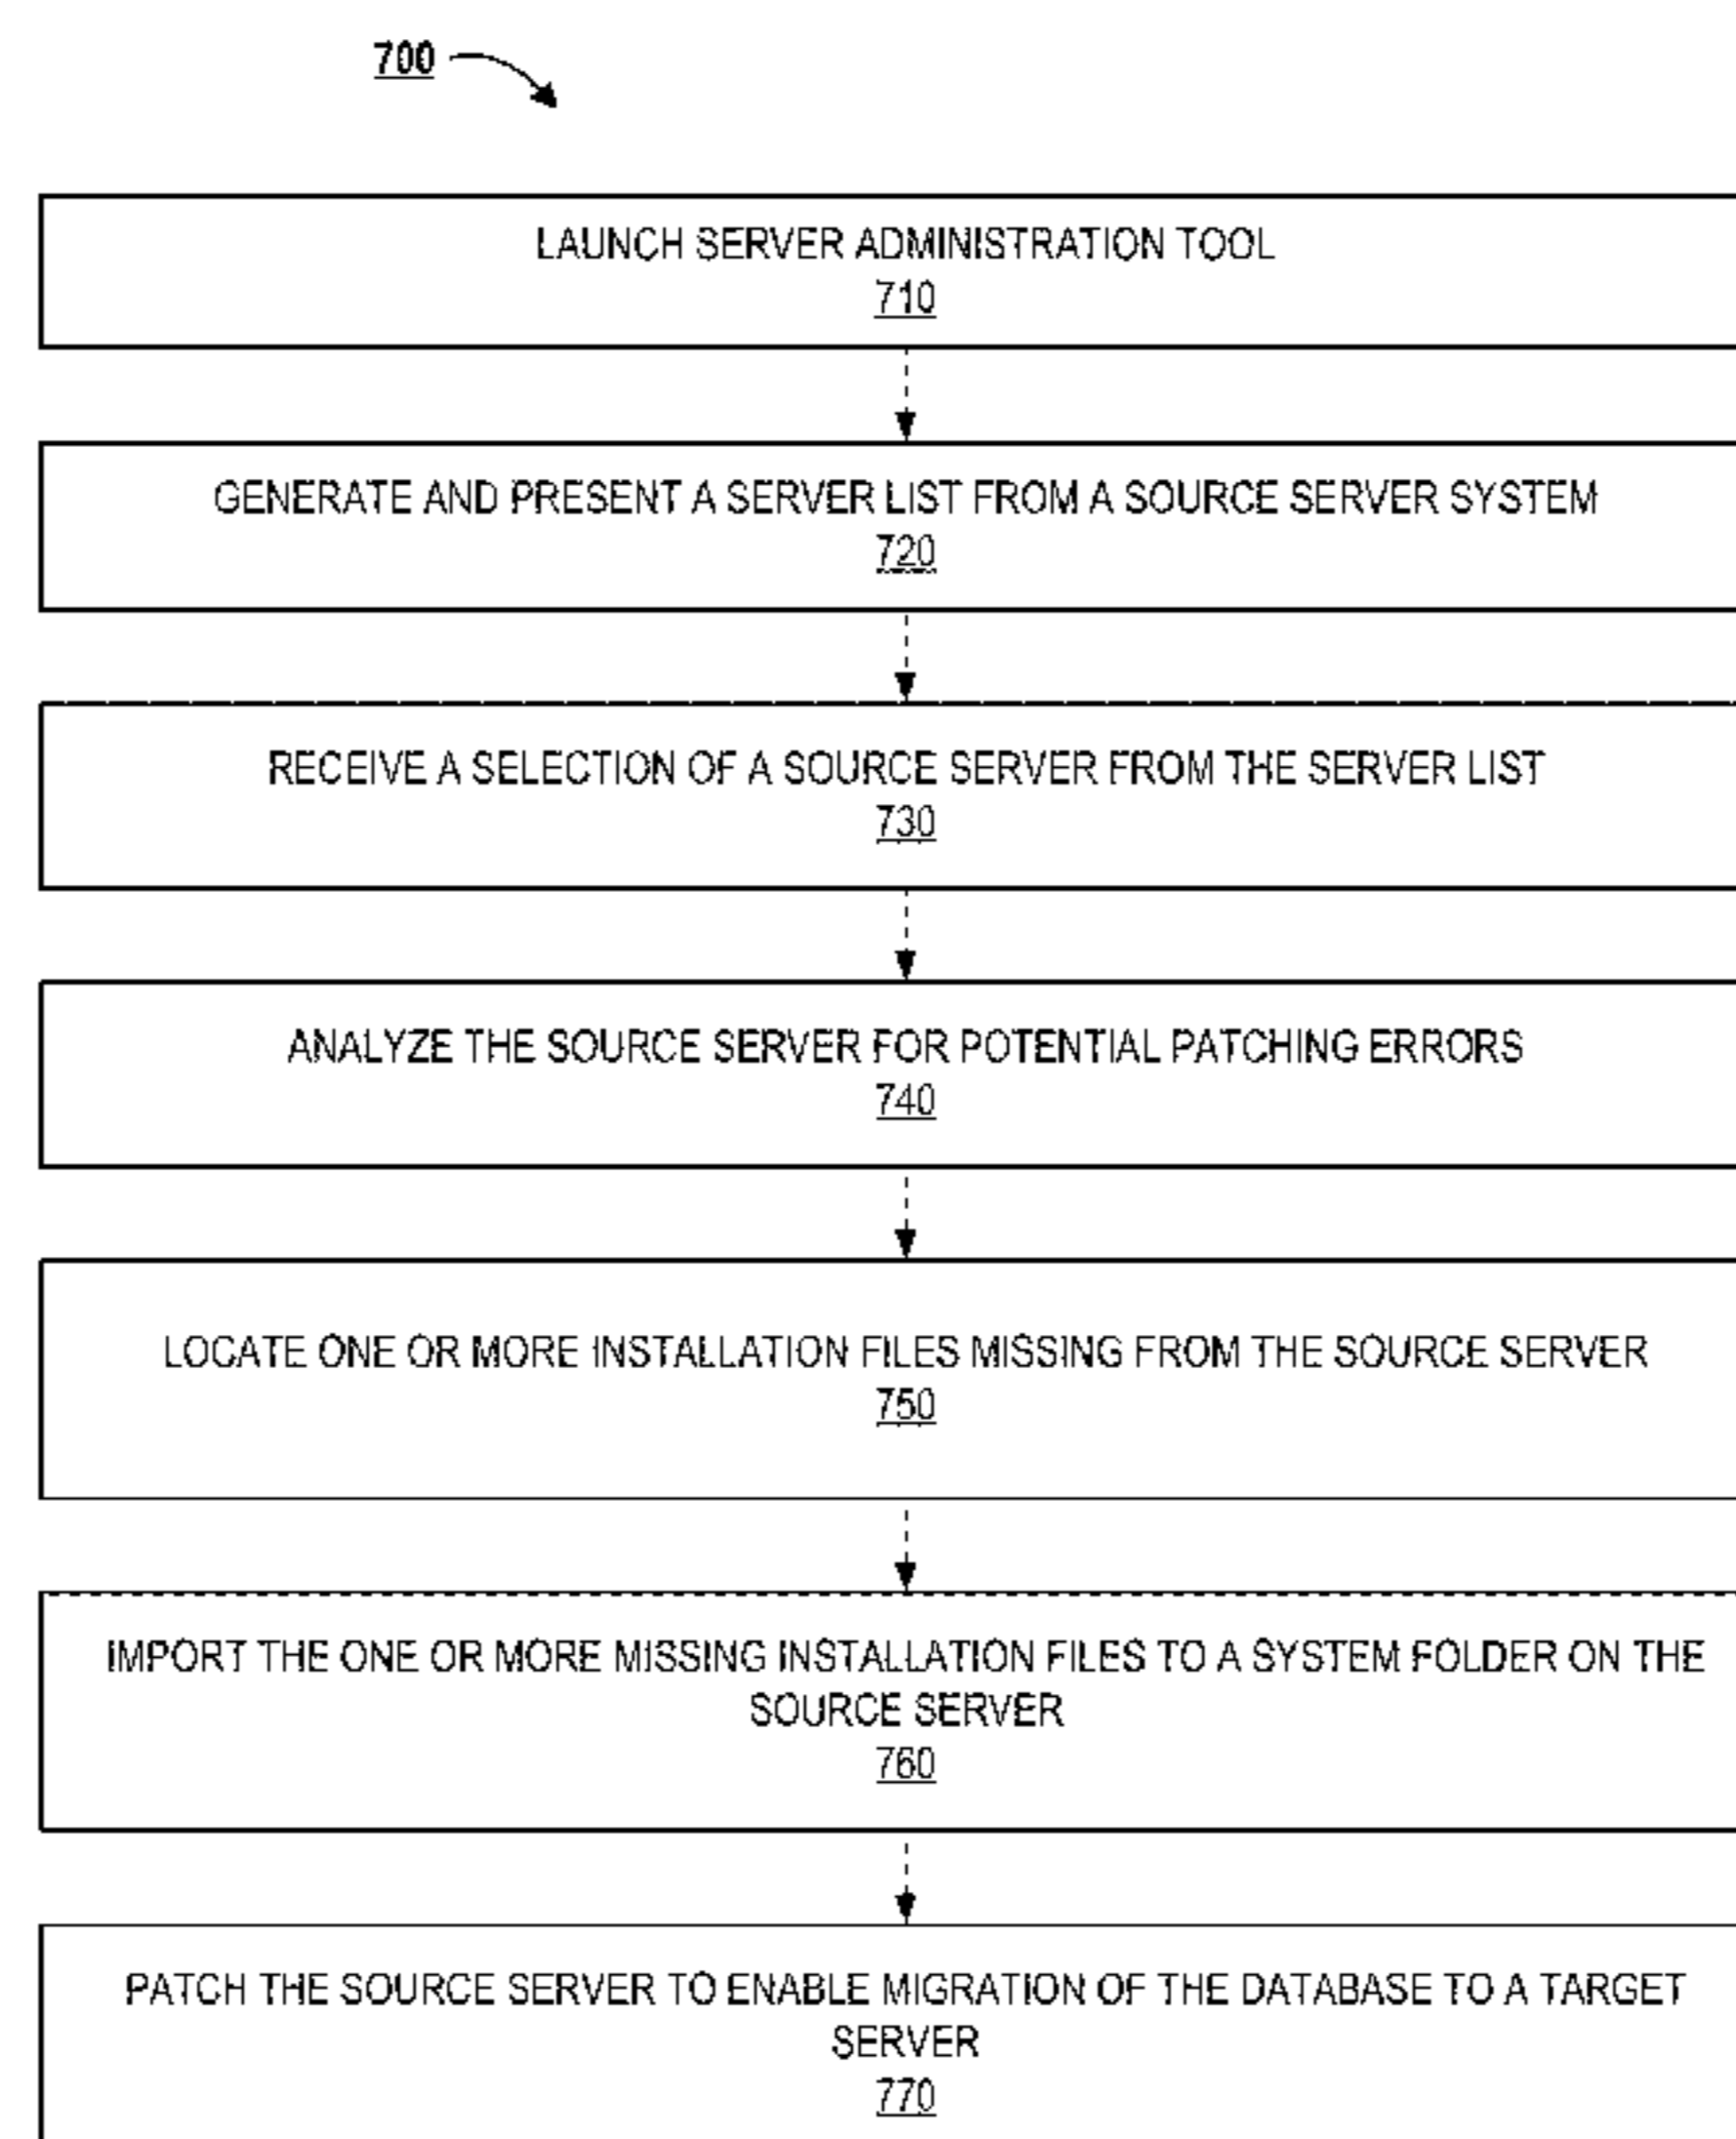 700
LAUNCH SERVER ADMINISTRATION TOOL
710
GENERATE AND PRESENT A SERVER LIST FROM A SOURCE SERVER SYSTEM
720
RECEIVE A SELECTION OF A SOURCE SERVER FROM THE SERVER LIST
730
ANALYZE THE SOURCE SERVER FOR POTENTIAL PATCHING ERRORS
740
LOCATE ONE OR MORE INSTALLATION FILES MISSING FROM THE SOURCE SERVER
750
IMPORT THE ONE OR MORE MISSING INSTALLATION FILES TO A SYSTEM FOLDER ON THE
SOURCE SERVER
760
PATCH THE SOURCE SERVER TO ENABLE MIGRATION OF THE DATABASE TO A TARGET
SERVER
770